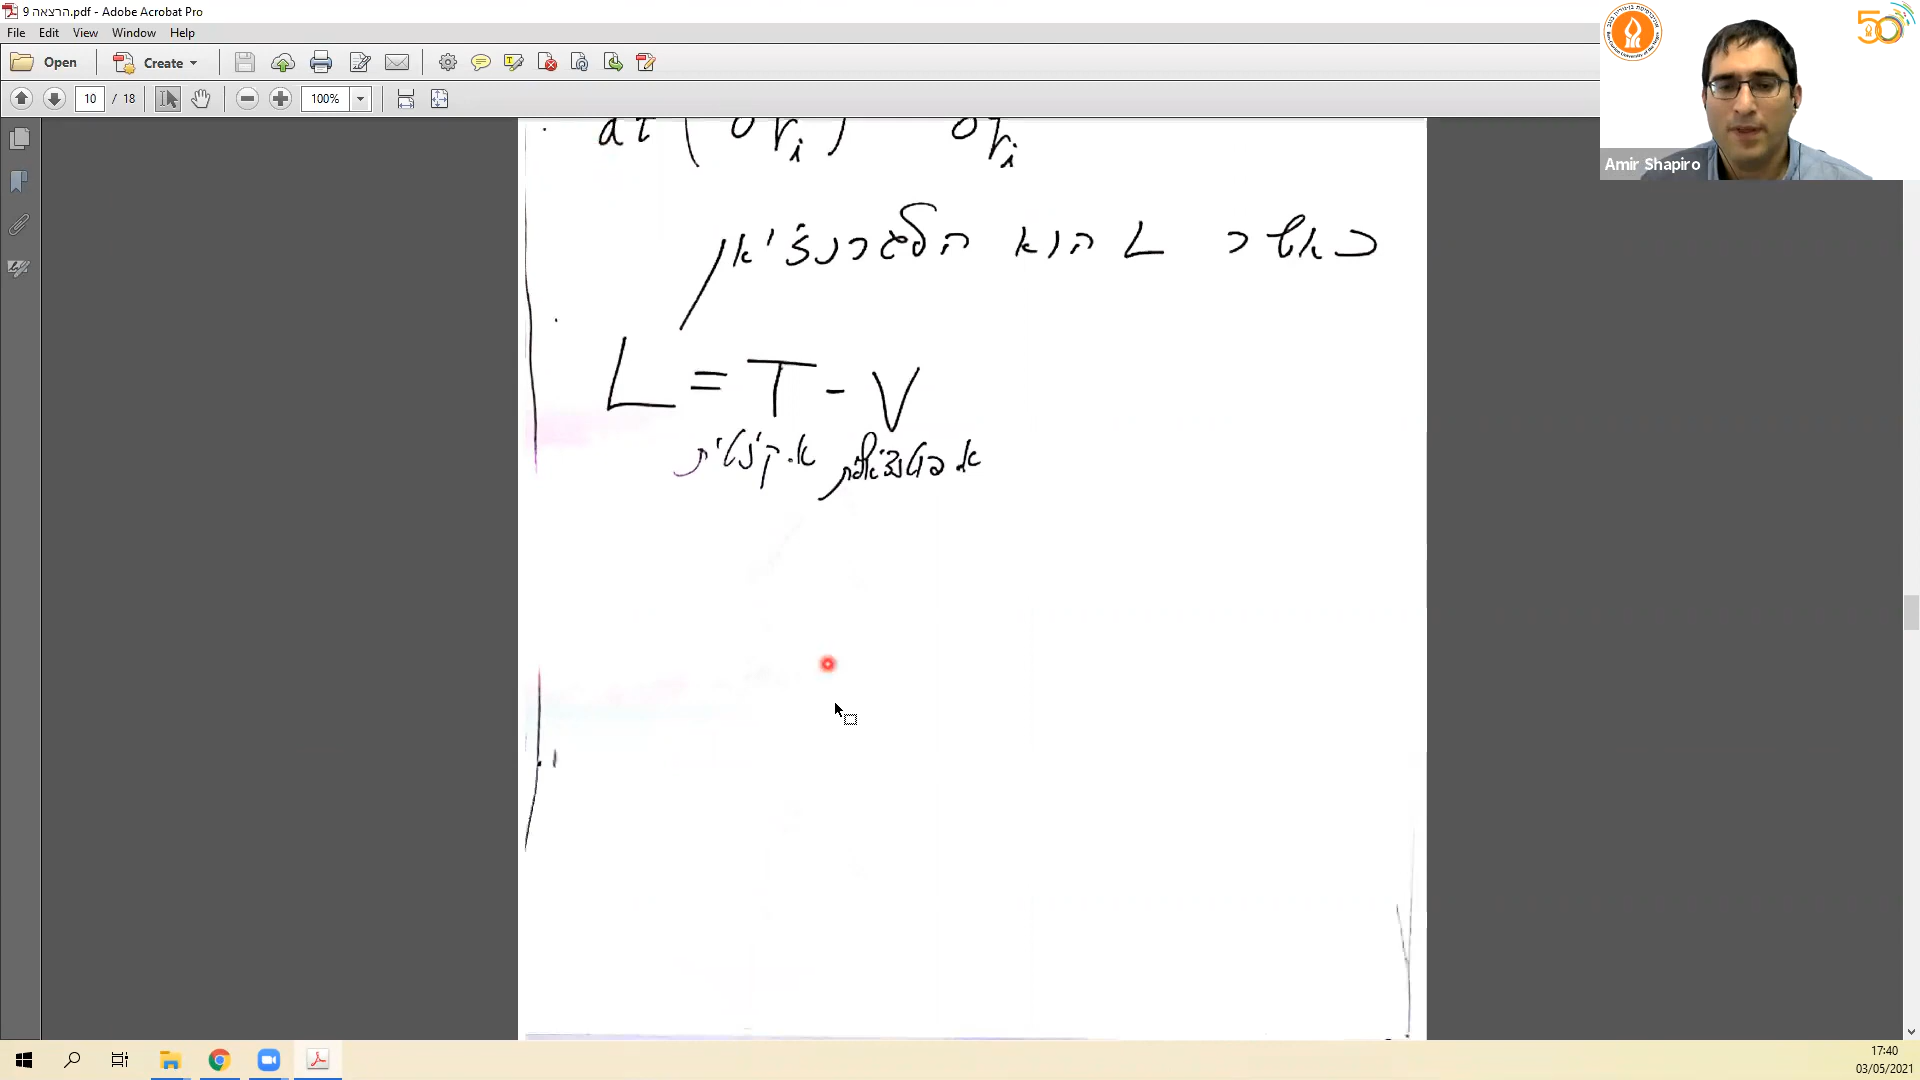 הרצאה 9.pdf - Adobe Acrobat Pro
File Edit View Window Help
Open Create
10 / 18 100%
Amir Shapiro
50
כאשר L הוא הלגרנז'יאן
L = T - V
א. קינטית א. פוטנציאלית
17:40
03/05/2021